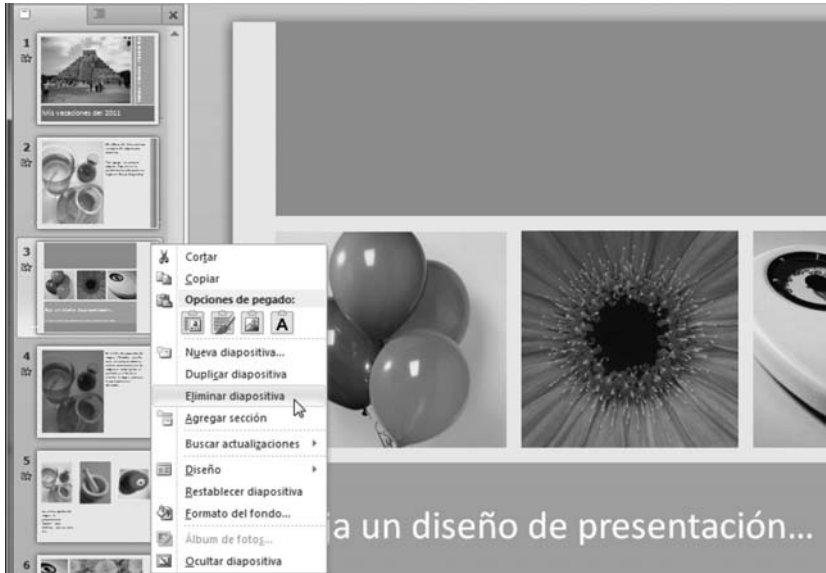 1
Mis vacaciones del 2011
2
3
4
5
6
Cortar
Copiar
Opciones de pegado:
A
Nueva diapositiva...
Duplicar diapositiva
Eliminar diapositiva
Agregar sección
Buscar actualizaciones
Diseño
Restablecer diapositiva
Formato del fondo...
Álbum de fotos...
Ocultar diapositiva
ja un diseño de presentación...